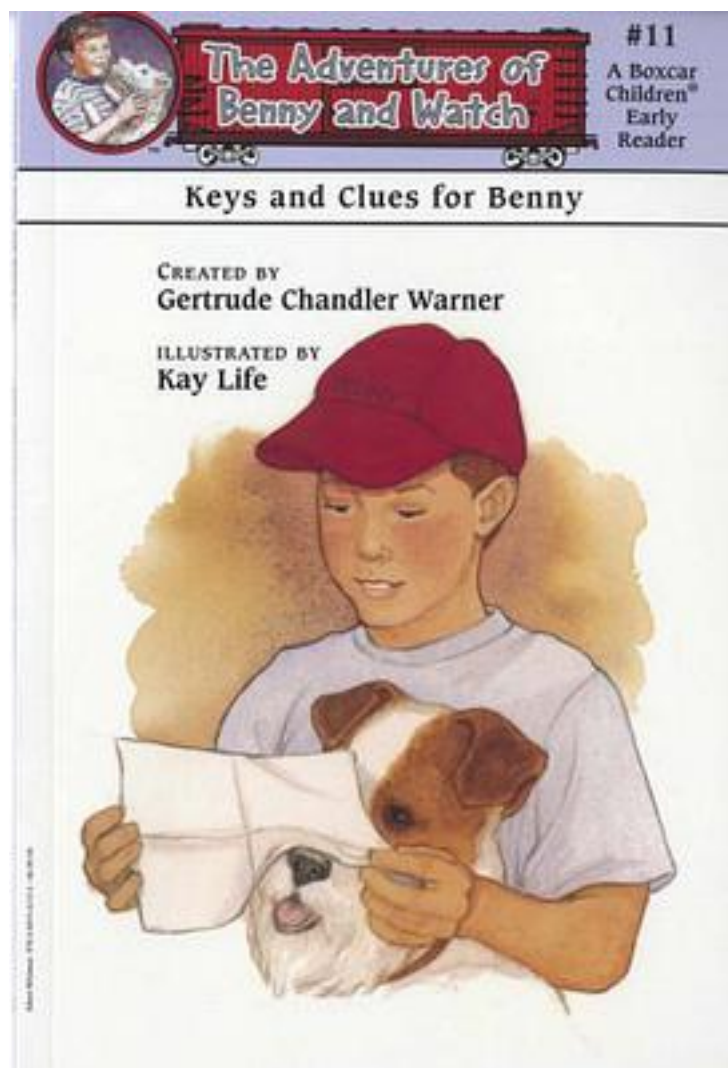 The Adventures of
Benny and Watch
#11
A Boxcar
Children®
Early
Reader
™
Keys and Clues for Benny
CREATED BY
Gertrude Chandler Warner
ILLUSTRATED BY
Kay Life